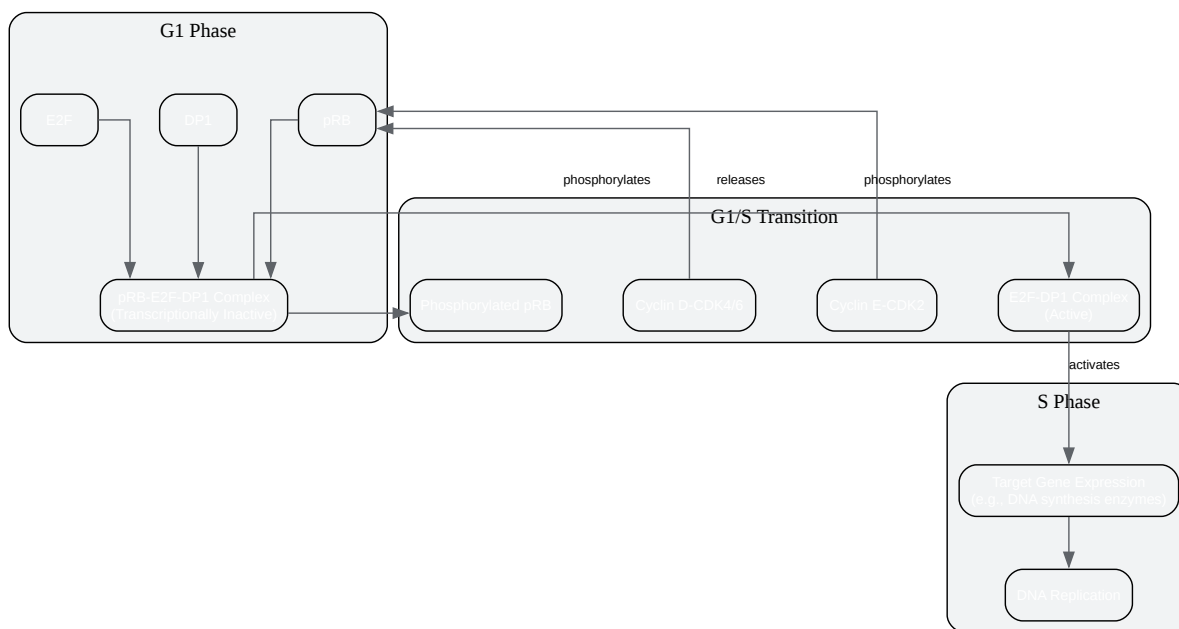 G1 Phase
E2F
DP1
pRB
phosphorylates
releases
phosphorylates
G1/S Transition
pRB-E2F-DP1 Complex
(Transcriptionally Inactive)
Phosphorylated pRB
Cyclin D-CDK4/6
Cyclin E-CDK2
E2F-DP1 Complex
(Active)
activates
S Phase
Target Gene Expression
(e.g., DNA synthesis enzymes)
DNA Replication